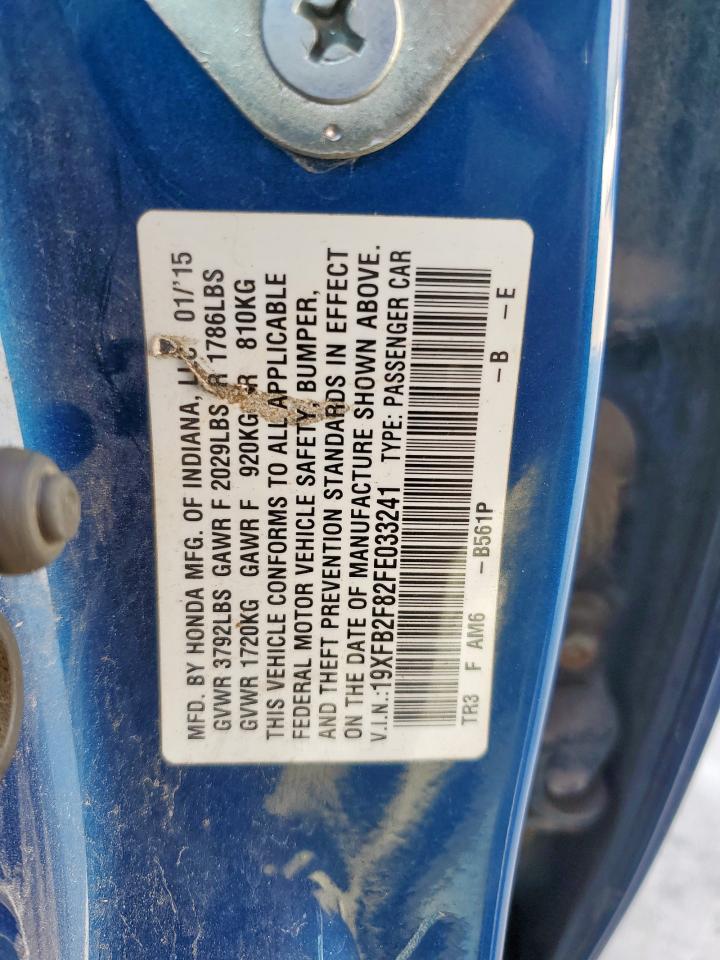 MFD. BY HONDA MFG. OF INDIANA, 01/'15
GVWR 3792LBS GAWR F 2029LBS 1786LBS
GVWR 1720KG GAWR F 920KG 810KG
THIS VEHICLE CONFORMS TO ALL APPLICABLE
FEDERAL MOTOR VEHICLE SAFETY, BUMPER,
AND THEFT PREVENTION STANDARDS IN EFFECT
ON THE DATE OF MANUFACTURE SHOWN ABOVE.
V.I.N.:19XFB2F82FE033241 TYPE: PASSENGER CAR
TR3 F AM6 -B561P -B -E